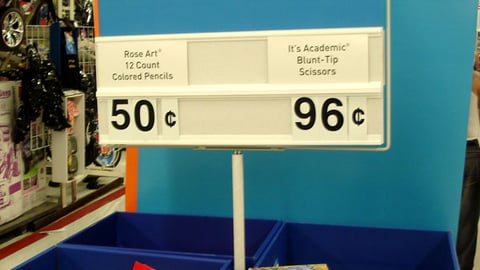 Rose Art®
12 Count
Colored Pencils
50 ¢
It's Academic®
Blunt-Tip
Scissors
96 ¢